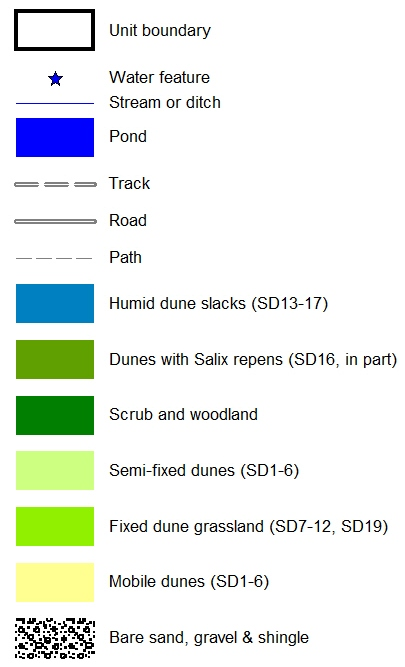 Unit boundary
Water feature
Stream or ditch
Pond
Track
Road
Path
Humid dune slacks (SD13-17)
Dunes with Salix repens (SD16, in part)
Scrub and woodland
Semi-fixed dunes (SD1-6)
Fixed dune grassland (SD7-12, SD19)
Mobile dunes (SD1-6)
Bare sand, gravel & shingle